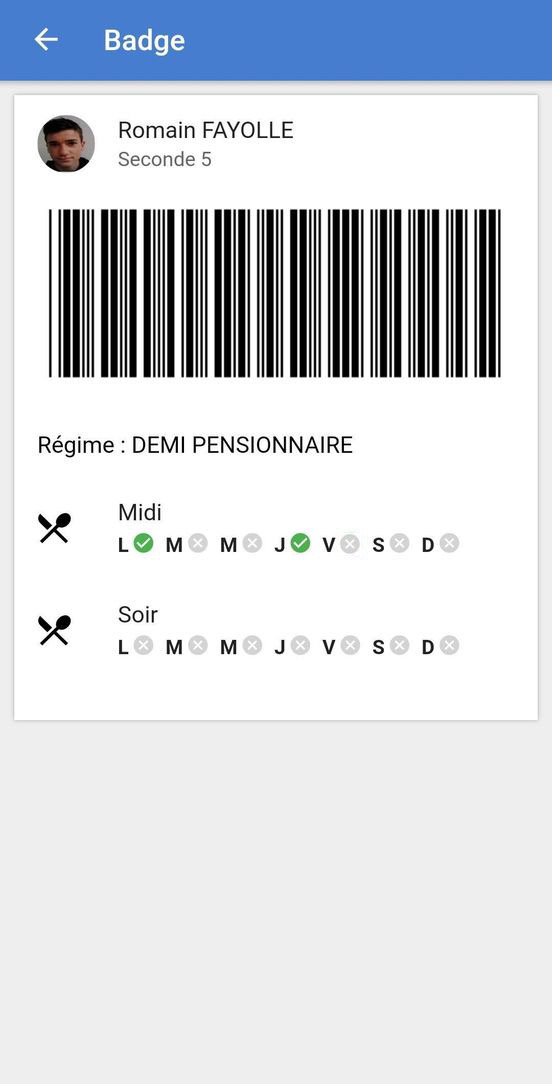 Badge
Romain FAYOLLE
Seconde 5
Régime : DEMI PENSIONNAIRE
Midi
L M M J V S D
Soir
L M M J V S D